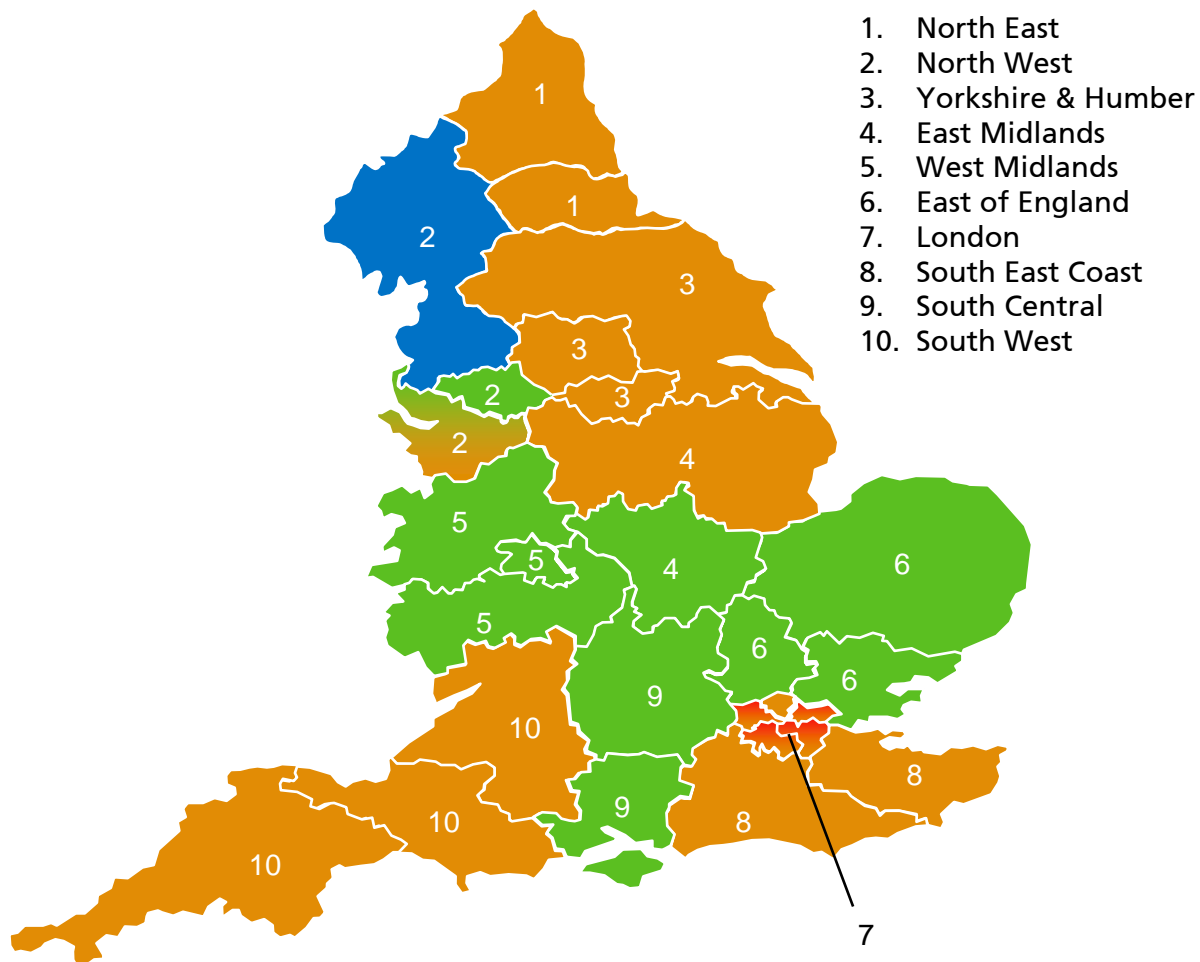 1. North East
2. North West
3. Yorkshire & Humber
4. East Midlands
5. West Midlands
6. East of England
7. London
8. South East Coast
9. South Central
10. South West
1
1
2
3
3
2
3
2
4
5
5
4
6
5
6
6
9
10
8
9
10
8
10
7